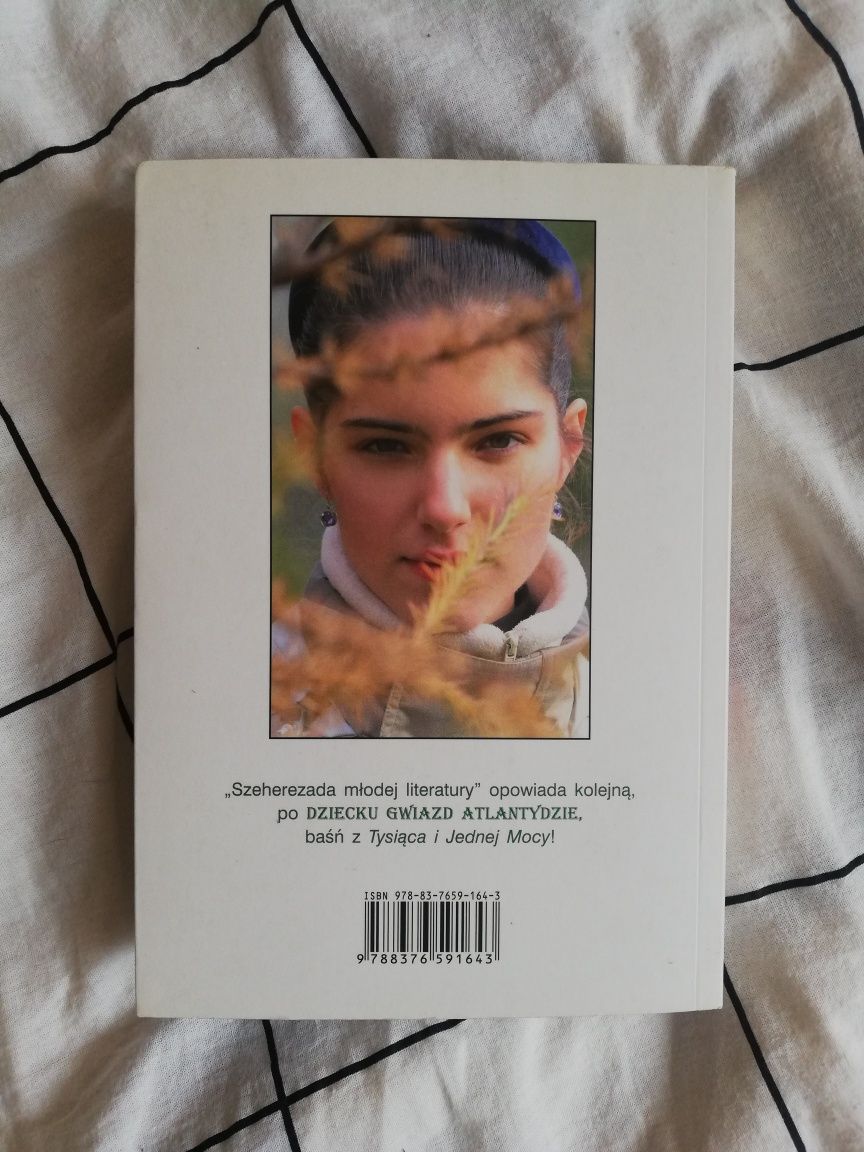 „Szeherezada młodej literatury” opowiada kolejną,
po DZIECKU GWIAZD ATLANTYDZIE,
baśń z Tysiąca i Jednej Mocy!
ISBN 978-83-7659-164-3
9 788376 591643